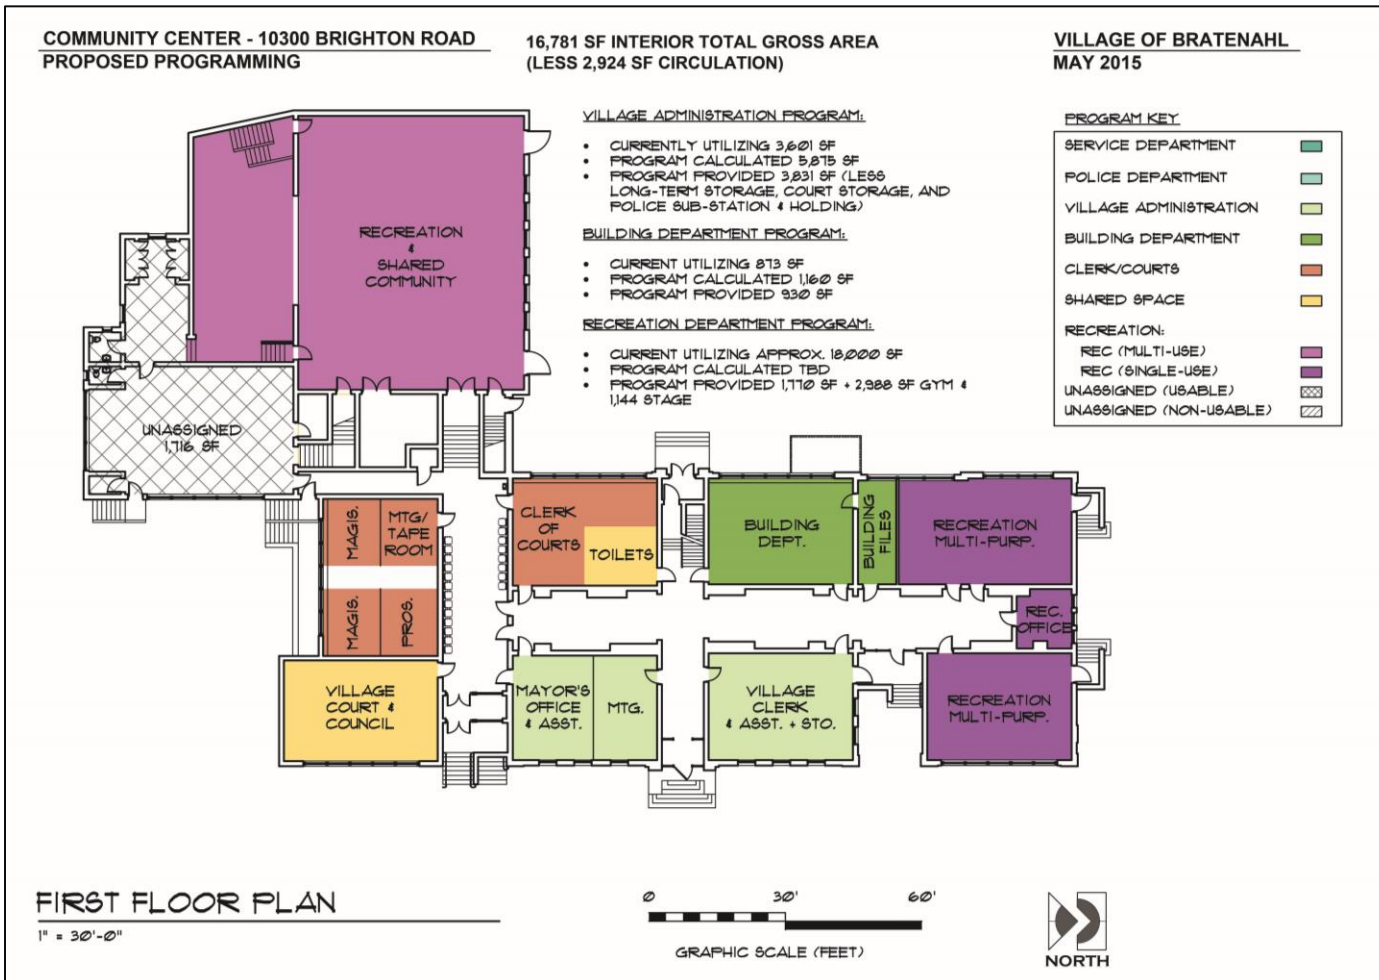 COMMUNITY CENTER - 10300 BRIGHTON ROAD
PROPOSED PROGRAMMING
16,781 SF INTERIOR TOTAL GROSS AREA
(LESS 2,924 SF CIRCULATION)
VILLAGE OF BRATENAHL
MAY 2015
VILLAGE ADMINISTRATION PROGRAM:
• CURRENTLY UTILIZING 3,601 SF
• PROGRAM CALCULATED 5,875 SF
• PROGRAM PROVIDED 3,831 SF (LESS
LONG-TERM STORAGE, COURT STORAGE, AND
POLICE SUB-STATION & HOLDING)
BUILDING DEPARTMENT PROGRAM:
• CURRENT UTILIZING 873 SF
• PROGRAM CALCULATED 1,160 SF
• PROGRAM PROVIDED 930 SF
RECREATION DEPARTMENT PROGRAM:
• CURRENT UTILIZING APPROX. 18,000 SF
• PROGRAM CALCULATED TBD
• PROGRAM PROVIDED 1,770 SF + 2,988 SF GYM &
1,144 STAGE
PROGRAM KEY
SERVICE DEPARTMENT
POLICE DEPARTMENT
VILLAGE ADMINISTRATION
BUILDING DEPARTMENT
CLERK/COURTS
SHARED SPACE
RECREATION:
REC (MULTI-USE)
REC (SINGLE-USE)
UNASSIGNED (USABLE)
UNASSIGNED (NON-USABLE)
RECREATION
&
SHARED
COMMUNITY
UNASSIGNED
1,716 SF
MAGIS.
MTG/
TAPE
ROOM
MAGIS.
PROS.
VILLAGE
COURT &
COUNCIL
CLERK
OF
COURTS
TOILETS
BUILDING
DEPT.
BUILDING
FILES
RECREATION
MULTI-PURP.
REC.
OFFICE
MAYOR'S
OFFICE
& ASST.
MTG.
VILLAGE
CLERK
& ASST. + STO.
RECREATION
MULTI-PURP.
FIRST FLOOR PLAN
1" = 30'-0"
0 30' 60'
GRAPHIC SCALE (FEET)
NORTH